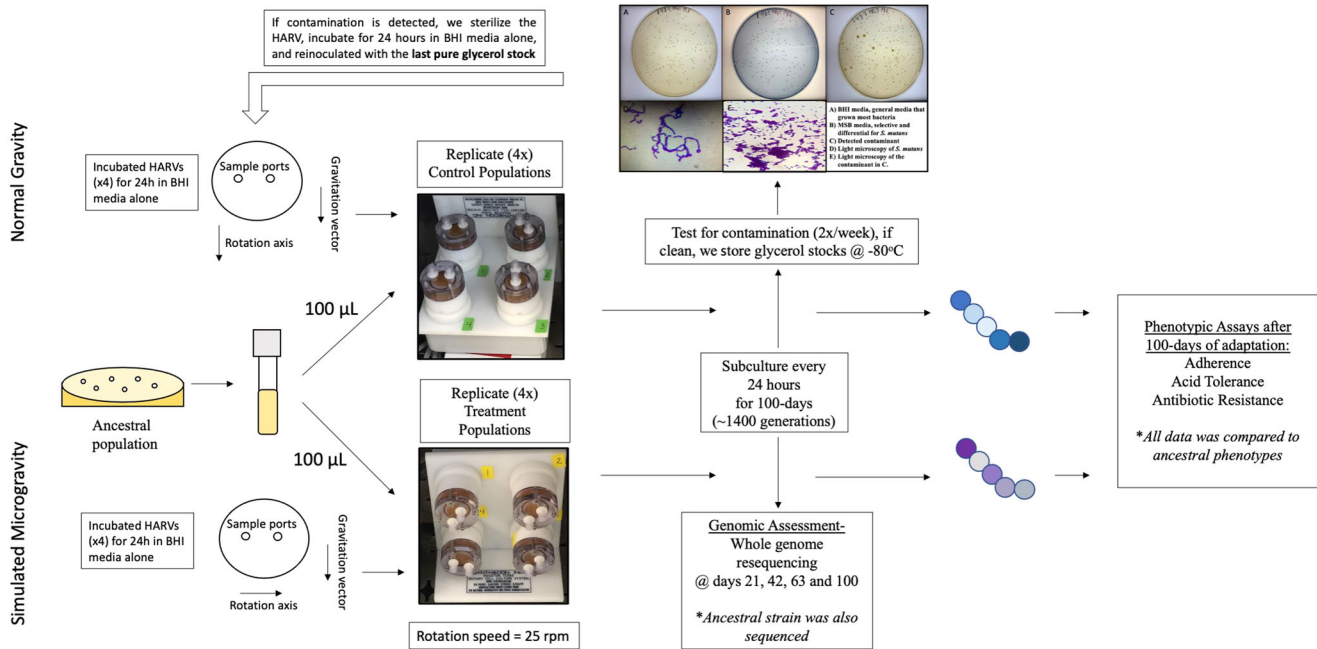 If contamination is detected, we sterilize the
HARV, incubate for 24 hours in BHI media alone,
and reinoculated with the last pure glycerol stock
Normal Gravity
Incubated HARVs
(x4) for 24h in BHI
media alone
Sample ports
Gravitation vector
Rotation axis
Replicate (4x)
Control Populations
4
3
100 µL
Ancestral
population
100 µL
Simulated Microgravity
Incubated HARVs
(x4) for 24h in BHI
media alone
Sample ports
Gravitation vector
Rotation axis
Replicate (4x)
Treatment
Populations
1
2
4
Rotation speed = 25 rpm
A
B
C
D
E
A) BHI media, general media that
grown most bacteria
B) MSB media, selective and
differential for S. mutans
C) Detected contaminant
D) Light microscopy of S. mutans
E) Light microscopy of the
contaminant in C.
Test for contamination (2x/week), if
clean, we store glycerol stocks @ -80°C
Subculture every
24 hours
for 100-days
(~1400 generations)
Genomic Assessment-
Whole genome
resequencing
@ days 21, 42, 63 and 100
*Ancestral strain was also
sequenced
Phenotypic Assays after
100-days of adaptation:
Adherence
Acid Tolerance
Antibiotic Resistance
*All data was compared to
ancestral phenotypes